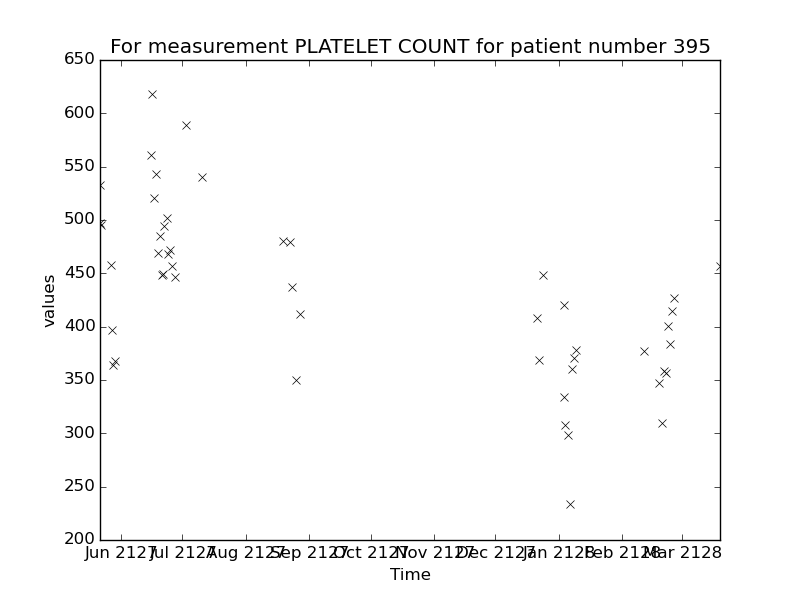 For measurement PLATELET COUNT for patient number 395
650
600
550
500
450
400
350
300
250
200
values
Jun 2127 Jul 2127 Aug 2127 Sep 2127 Oct 2127 Nov 2127 Dec 2127 Jan 2128 Feb 2128 Mar 2128
Time